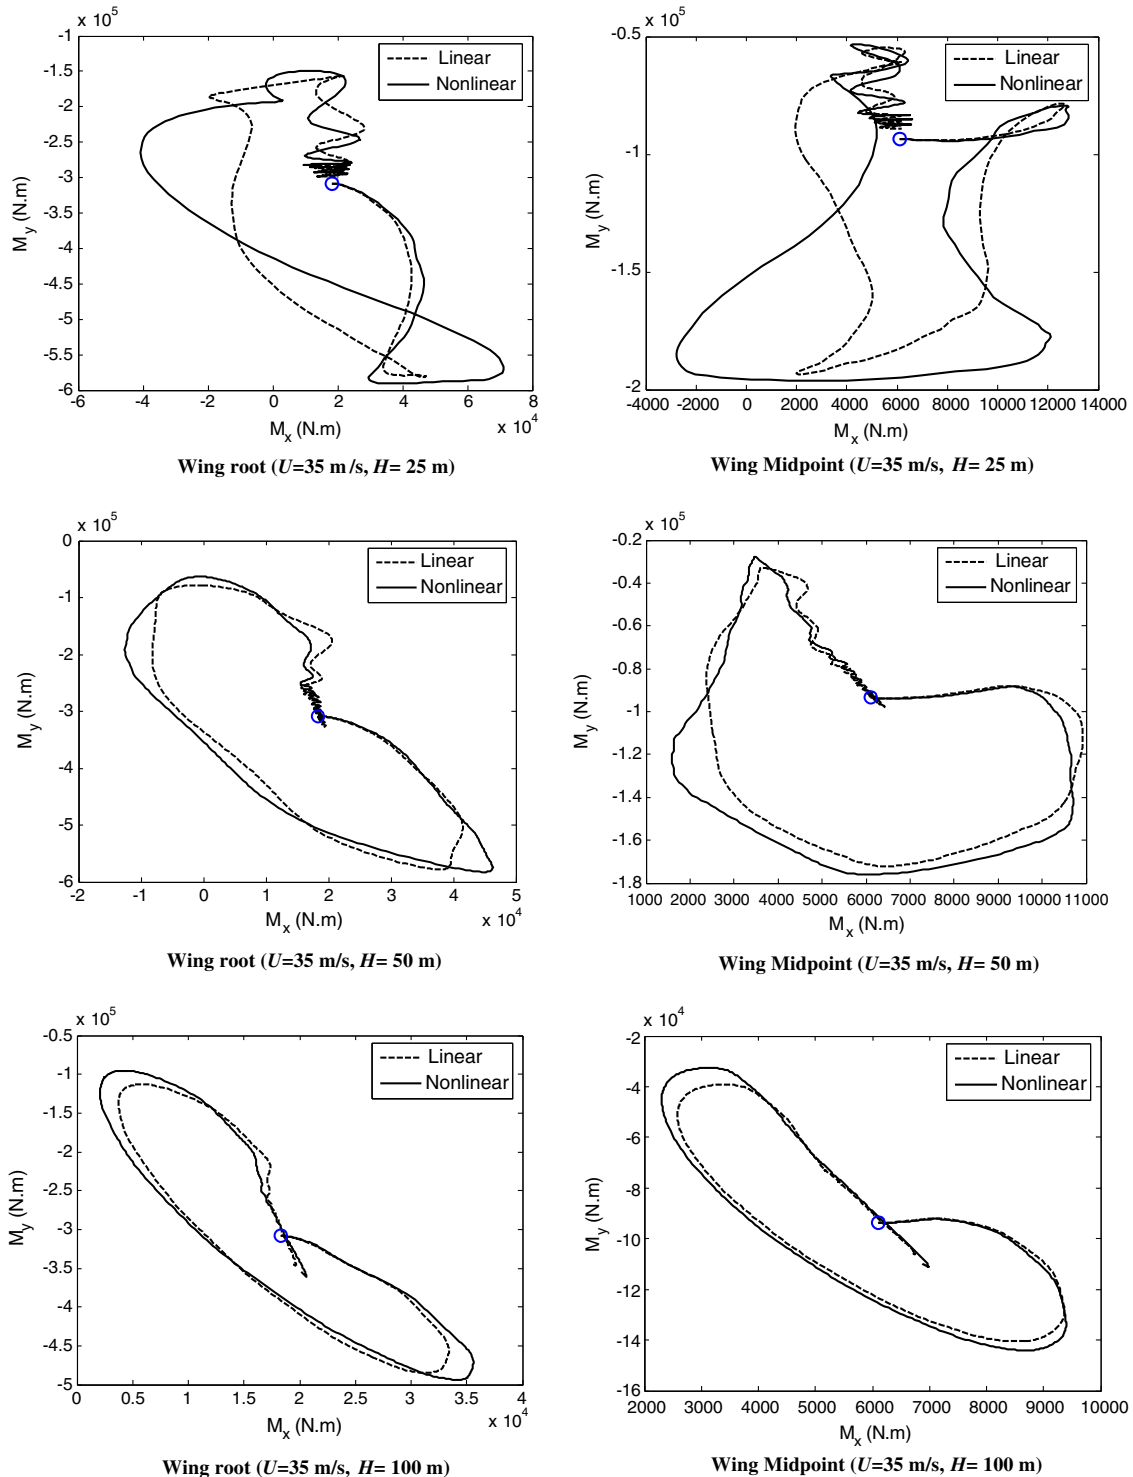 x 10^5
-1
-1.5
-2
-2.5
-3
-3.5
-4
-4.5
-5
-5.5
-6
M_y (N.m)
Linear
Nonlinear
-6 -4 -2 0 2 4 6 8
x 10^4
M_x (N.m)
Wing root (U=35 m/s, H= 25 m)
x 10^5
-0.5
-1
-1.5
-2
M_y (N.m)
Linear
Nonlinear
-4000 -2000 0 2000 4000 6000 8000 10000 12000 14000
M_x (N.m)
Wing Midpoint (U=35 m/s, H= 25 m)
x 10^5
0
-1
-2
-3
-4
-5
-6
M_y (N.m)
Linear
Nonlinear
-1 0 1 2 3 4 5
x 10^4
M_x (N.m)
Wing root (U=35 m/s, H= 50 m)
x 10^5
-0.2
-0.4
-0.6
-0.8
-1
-1.2
-1.4
-1.6
-1.8
M_y (N.m)
Linear
Nonlinear
1000 2000 3000 4000 5000 6000 7000 8000 9000 10000 11000
M_x (N.m)
Wing Midpoint (U=35 m/s, H= 50 m)
x 10^5
-0.5
-1
-1.5
-2
-2.5
-3
-3.5
-4
-4.5
-5
M_y (N.m)
Linear
Nonlinear
0 0.5 1 1.5 2 2.5 3 3.5 4
x 10^4
M_x (N.m)
Wing root (U=35 m/s, H= 100 m)
x 10^4
-2
-4
-6
-8
-10
-12
-14
-16
M_y (N.m)
Linear
Nonlinear
2000 3000 4000 5000 6000 7000 8000 9000 10000
M_x (N.m)
Wing Midpoint (U=35 m/s, H= 100 m)